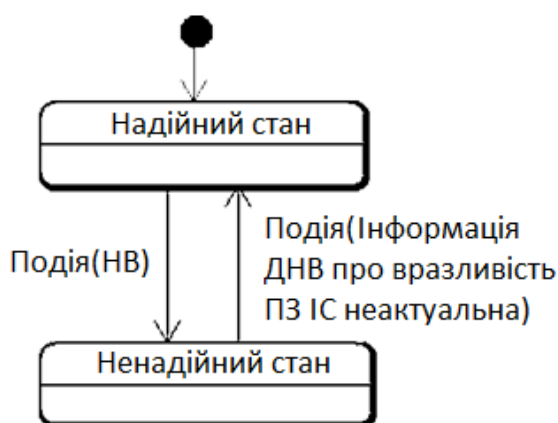 Надійний стан
Подія(НВ)
Подія(Інформація
ДНВ про вразливість
ПЗ ІС неактуальна)
Ненадійний стан